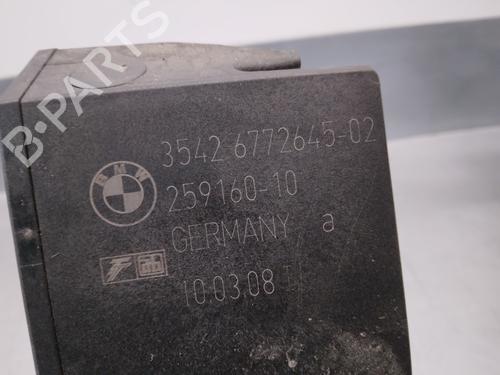 B-PARTS
3542 6772645-02
BMW
259160-10
GERMANY a
10.03.08